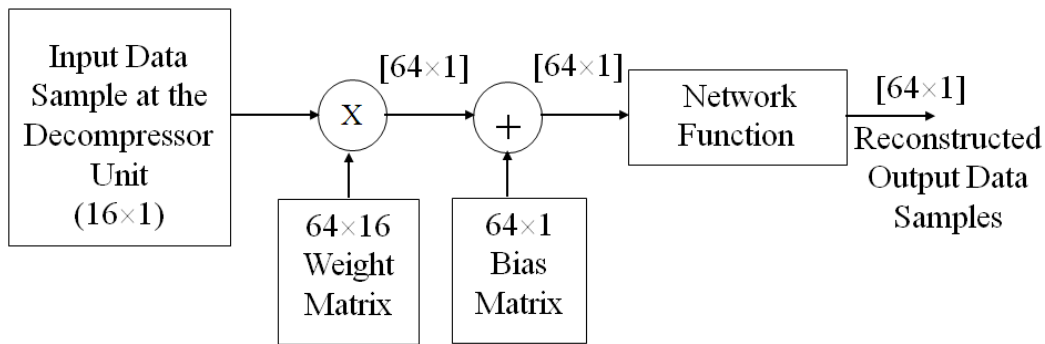 Input Data
Sample at the
Decompressor
Unit
(16×1)
X
[64×1]
+
[64×1]
Network
Function
[64×1]
Reconstructed
Output Data
Samples
64×16
Weight
Matrix
64×1
Bias
Matrix